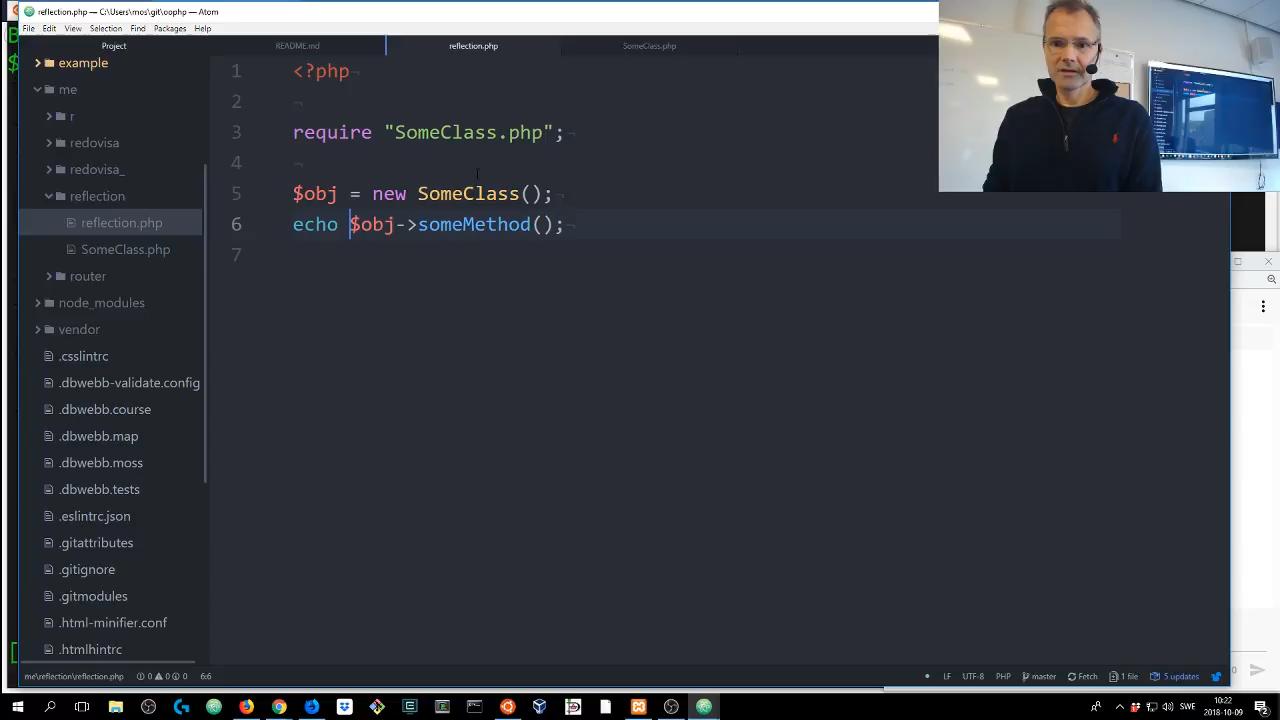 reflection.php — C:\Users\mos\git\oophp — Atom
File Edit View Selection Find Packages Help
Project
README.md
reflection.php
SomeClass.php
example
me
r
redovisa
redovisa_
reflection
reflection.php
SomeClass.php
router
node_modules
vendor
.csslintrc
.dbwebb-validate.config
.dbwebb.course
.dbwebb.map
.dbwebb.moss
.dbwebb.tests
.eslintrc.json
.gitattributes
.gitignore
.gitmodules
.html-minifier.conf
.htmlhintrc
1 <?php¬
2 ¬
3 require "SomeClass.php";¬
4 ¬
5 $obj = new SomeClass();¬
6 echo $obj->someMethod();¬
7
me\reflection\reflection.php 0 0 0 6:6
LF UTF-8 PHP master Fetch 1 file 5 updates
SWE
10:22
2018-10-09